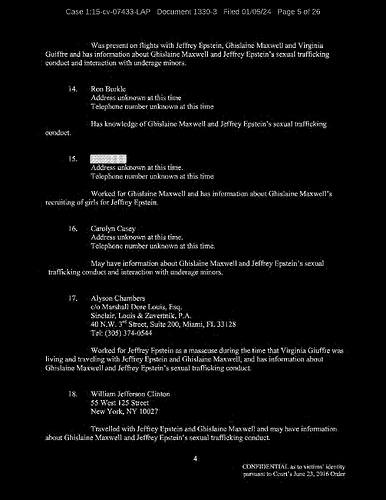 Case 1:15-cv-07433-LAP Document 1330-3 Filed 01/05/24 Page 5 of 26
Was present on flights with Jeffrey Epstein, Ghislaine Maxwell and Virginia
Guiffre and has information about Ghislaine Maxwell and Jeffrey Epstein's sexual trafficking
conduct and interaction with underage minors.
14. Ron Burkle
Address unknown at this time
Telephone number unknown at this time
Has knowledge of Ghislaine Maxwell and Jeffrey Epstein's sexual trafficking
conduct.
15.
Address unknown at this time.
Telephone number unknown at this time
Worked for Ghislaine Maxwell and has information about Ghislaine Maxwell's
recruiting of girls for Jeffrey Epstein.
16. Carolyn Casey
Address unknown at this time.
Telephone number unknown at this time.
May have information about Ghislaine Maxwell and Jeffrey Epstein's sexual
trafficking conduct and interaction with underage minors.
17. Alyson Chambers
c/o Marshall Dore Louis, Esq.
Sinclair, Louis & Zavertnik, P.A.
40 N.W. 3rd Street, Suite 200, Miami, FL 33128
Tel: (305) 374-0544
Worked for Jeffrey Epstein as a masseuse during the time that Virginia Giuffre was
living and traveling with Jeffrey Epstein and Ghislaine Maxwell, and has information about
Ghislaine Maxwell and Jeffrey Epstein's sexual trafficking conduct.
18. William Jefferson Clinton
55 West 125 Street
New York, NY 10027
Travelled with Jeffrey Epstein and Ghislaine Maxwell and may have information
about Ghislaine Maxwell and Jeffrey Epstein's sexual trafficking conduct.
4
CONFIDENTIAL as to victims' identity
pursuant to Court's June 23, 2016 Order